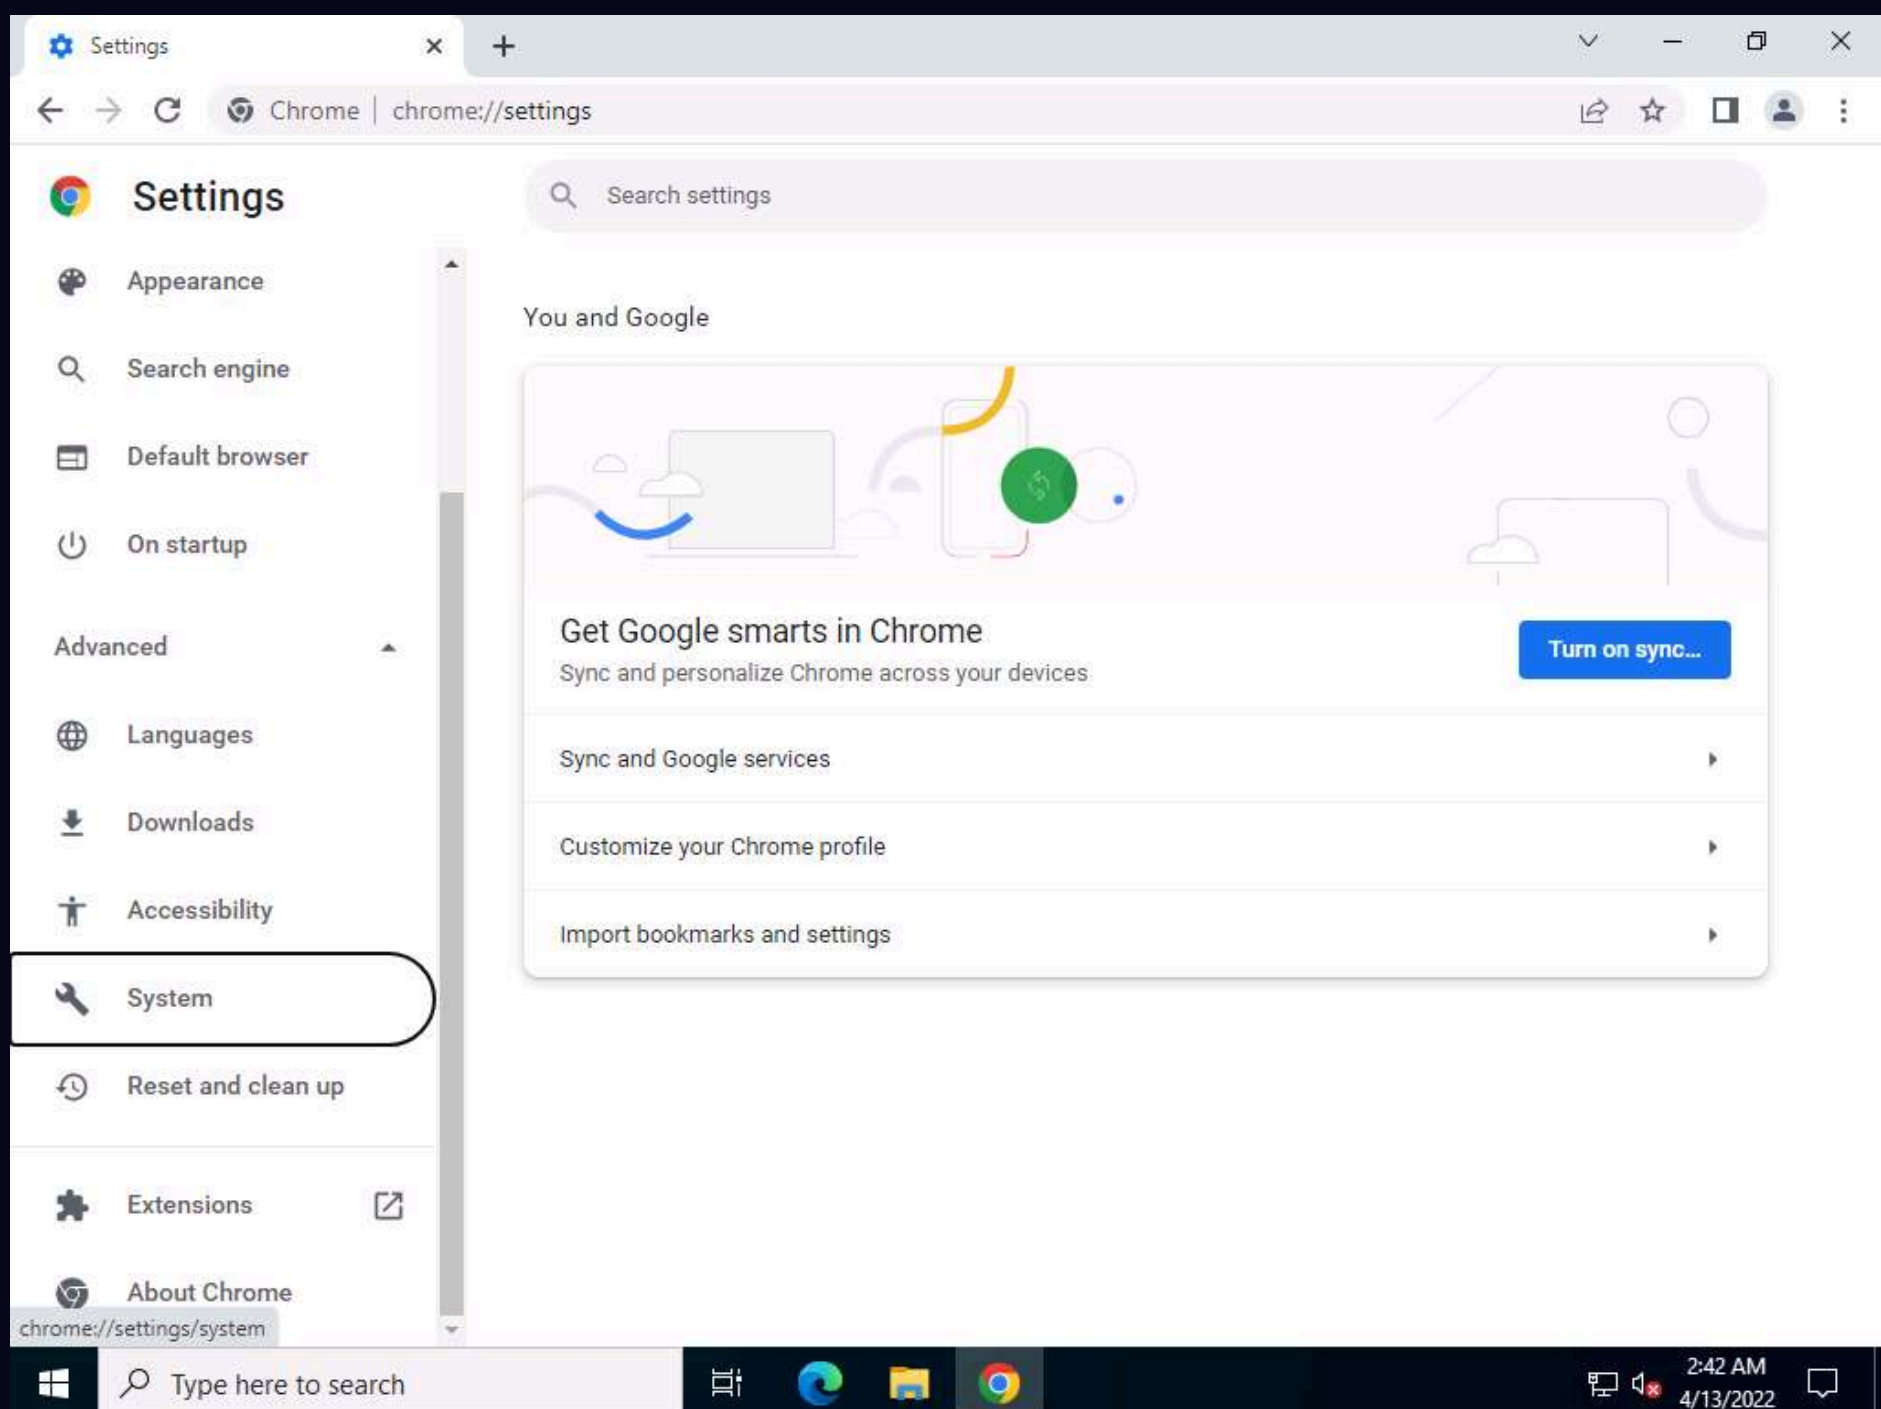 Settings
Chrome | chrome://settings
Settings
Search settings
Appearance
Search engine
Default browser
On startup
Advanced
Languages
Downloads
Accessibility
System
Reset and clean up
Extensions
About Chrome
chrome://settings/system
You and Google
Get Google smarts in Chrome
Sync and personalize Chrome across your devices
Turn on sync...
Sync and Google services
Customize your Chrome profile
Import bookmarks and settings
Type here to search
2:42 AM
4/13/2022